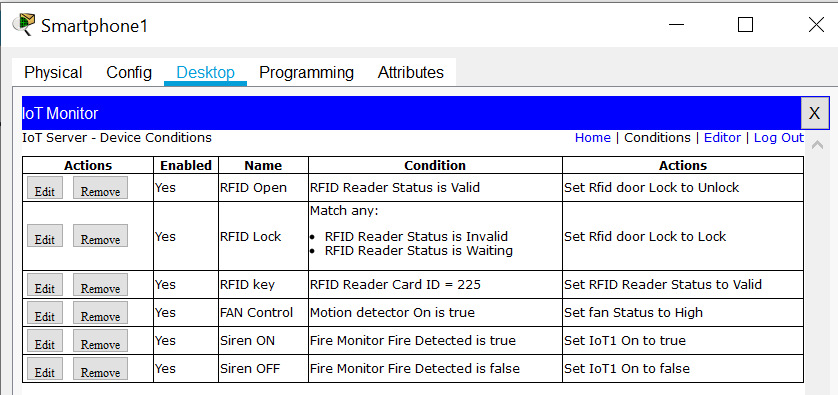 Smartphone1
Physical Config Desktop Programming Attributes
IoT Monitor X
IoT Server - Device Conditions Home | Conditions | Editor | Log Out
Actions Enabled Name Condition Actions
Edit Remove Yes RFID Open RFID Reader Status is Valid Set Rfid door Lock to Unlock
Match any:
Edit Remove Yes RFID Lock • RFID Reader Status is Invalid Set Rfid door Lock to Lock
• RFID Reader Status is Waiting
Edit Remove Yes RFID key RFID Reader Card ID = 225 Set RFID Reader Status to Valid
Edit Remove Yes FAN Control Motion detector On is true Set fan Status to High
Edit Remove Yes Siren ON Fire Monitor Fire Detected is true Set IoT1 On to true
Edit Remove Yes Siren OFF Fire Monitor Fire Detected is false Set IoT1 On to false